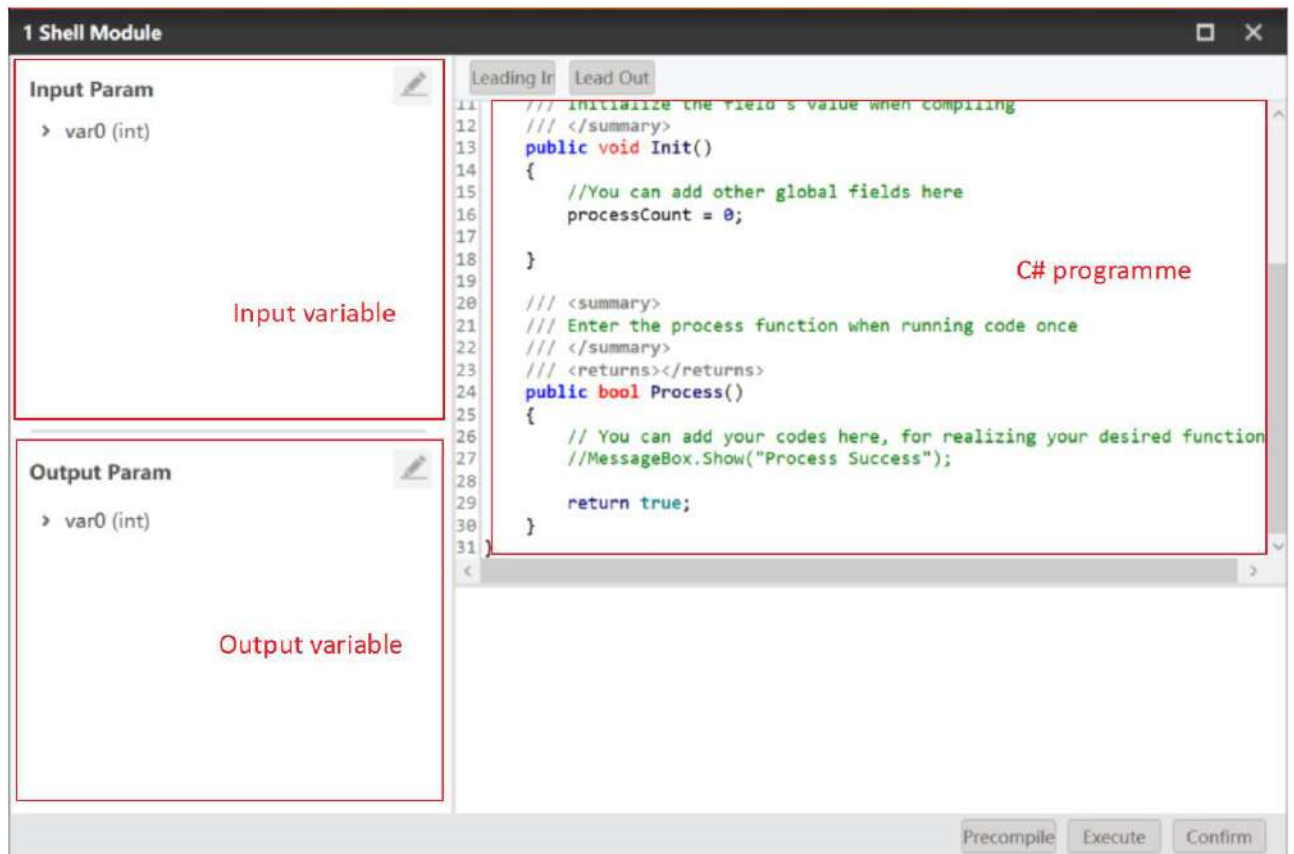 1 Shell Module
Input Param
> var0 (int)
Input variable
Output Param
> var0 (int)
Output variable
Leading Ir Lead Out
11 /// Initialize the field's value when compiling
12 /// </summary>
13 public void Init()
14 {
15 //You can add other global fields here
16 processCount = 0;
17
18 }
19
20 /// <summary>
21 /// Enter the process function when running code once
22 /// </summary>
23 /// <returns></returns>
24 public bool Process()
25 {
26 // You can add your codes here, for realizing your desired function
27 //MessageBox.Show("Process Success");
28
29 return true;
30 }
31 }
C# programme
Precompile Execute Confirm